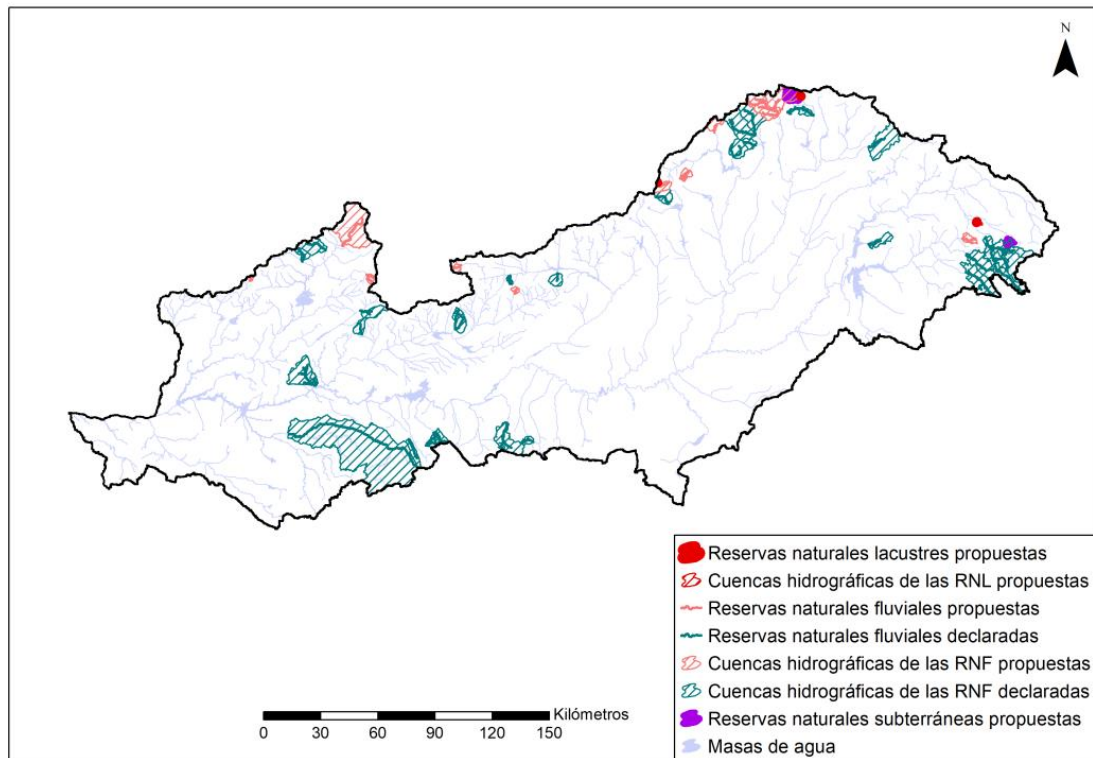 N
Reservas naturales lacustres propuestas
Cuencas hidrográficas de las RNL propuestas
Reservas naturales fluviales propuestas
Reservas naturales fluviales declaradas
Cuencas hidrográficas de las RNF propuestas
Cuencas hidrográficas de las RNF declaradas
Reservas naturales subterráneas propuestas
Masas de agua
Kilómetros
0 30 60 90 120 150